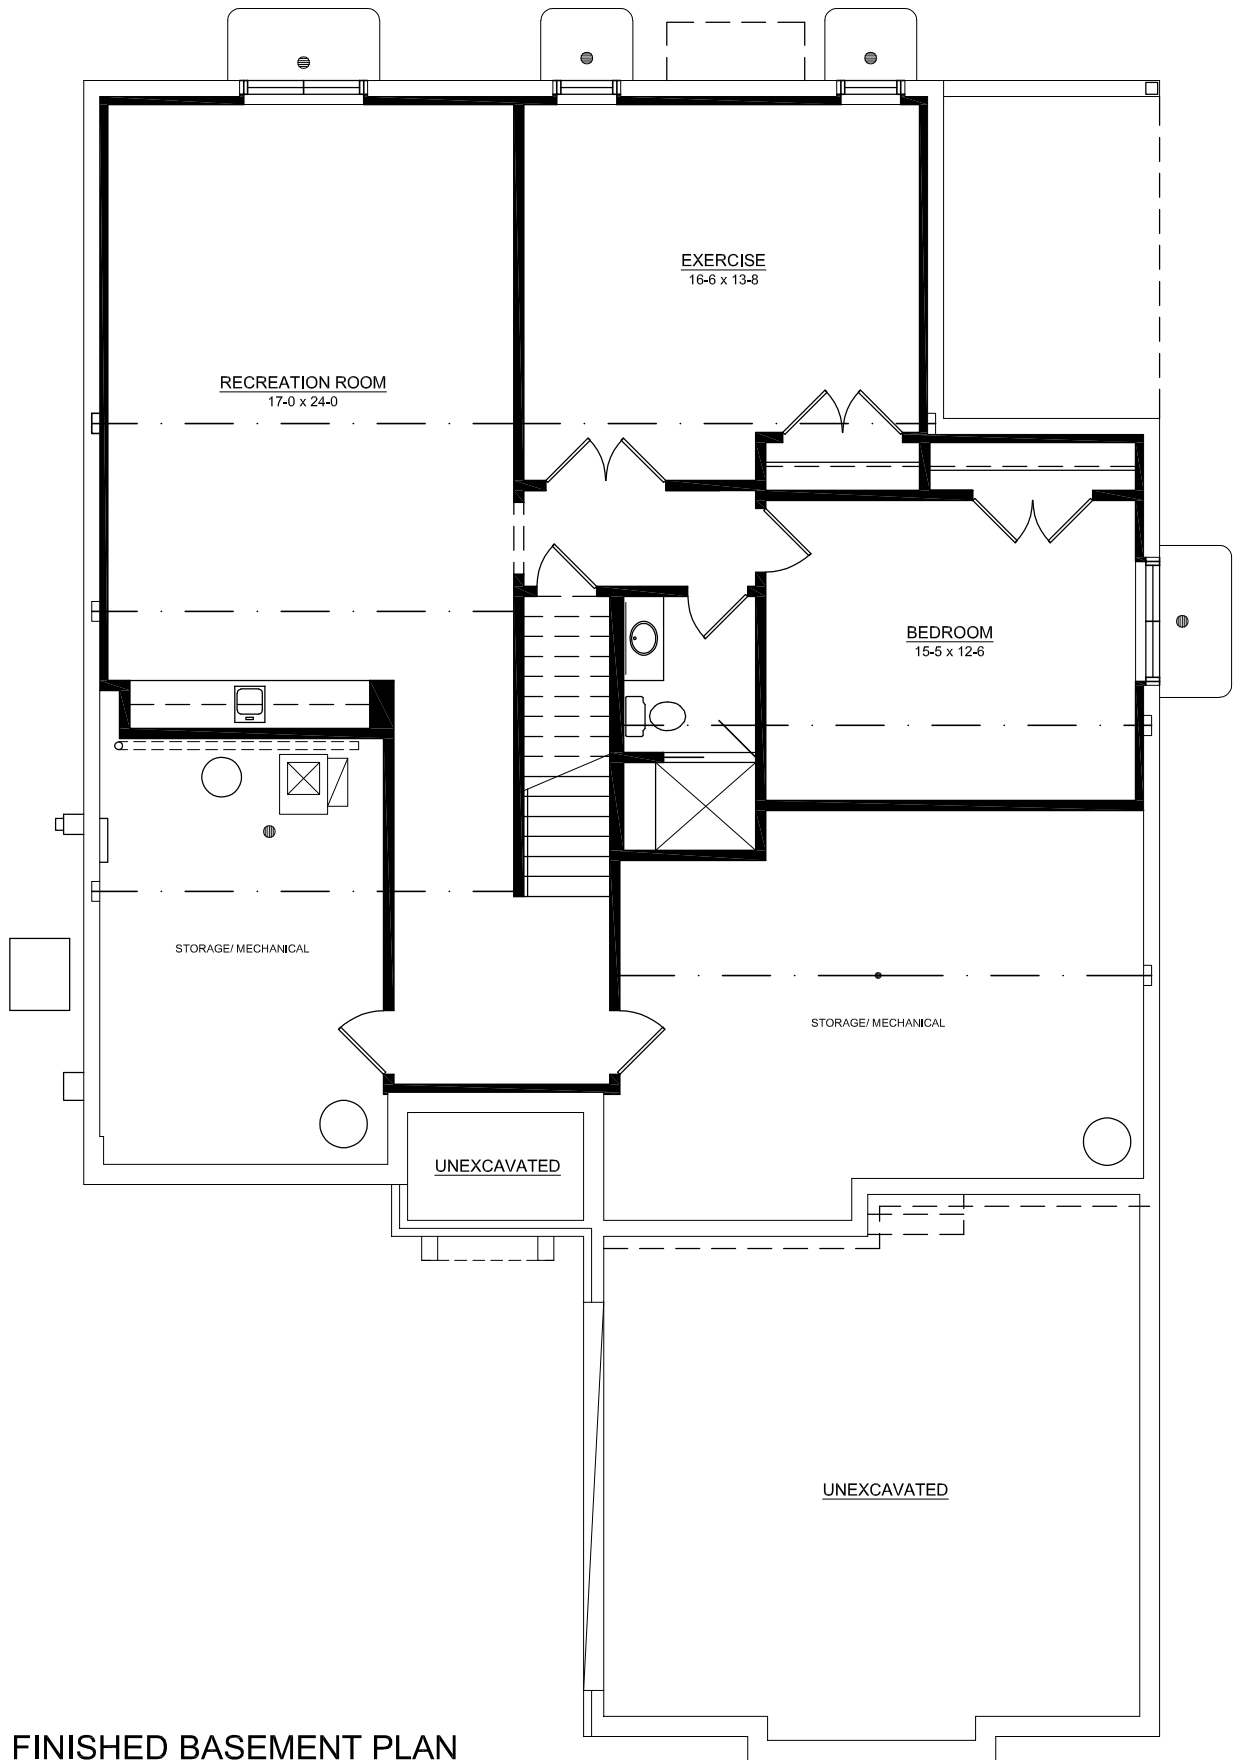 EXERCISE
16-6 x 13-8
RECREATION ROOM
17-0 x 24-0
BEDROOM
15-5 x 12-6
STORAGE/ MECHANICAL
STORAGE/ MECHANICAL
UNEXCAVATED
UNEXCAVATED
FINISHED BASEMENT PLAN